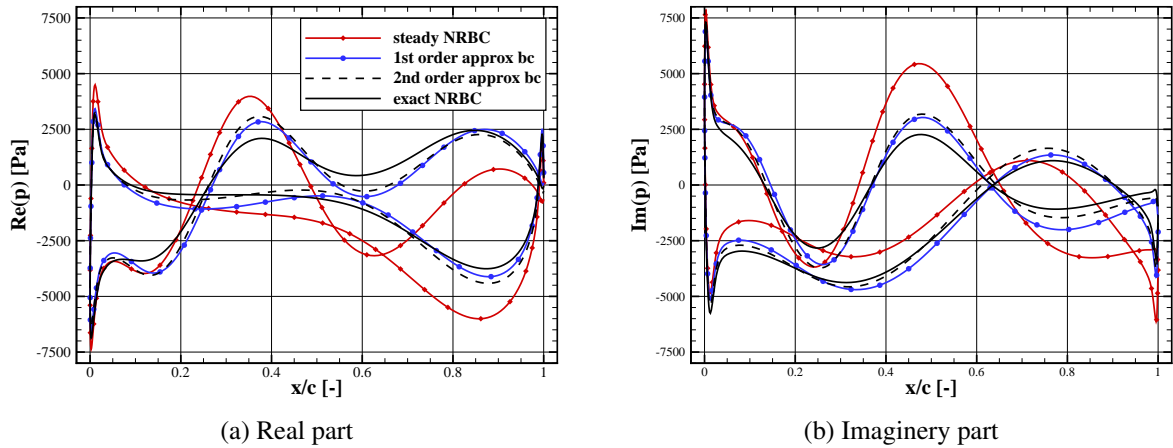 7500
5000
2500
0
-2500
-5000
-7500
Re(p) [Pa]
steady NRBC
1st order approx bc
2nd order approx bc
exact NRBC
0
0.2
0.4
0.6
0.8
1
x/c [-]
(a) Real part
7500
5000
2500
0
-2500
-5000
-7500
Im(p) [Pa]
0
0.2
0.4
0.6
0.8
1
x/c [-]
(b) Imaginery part